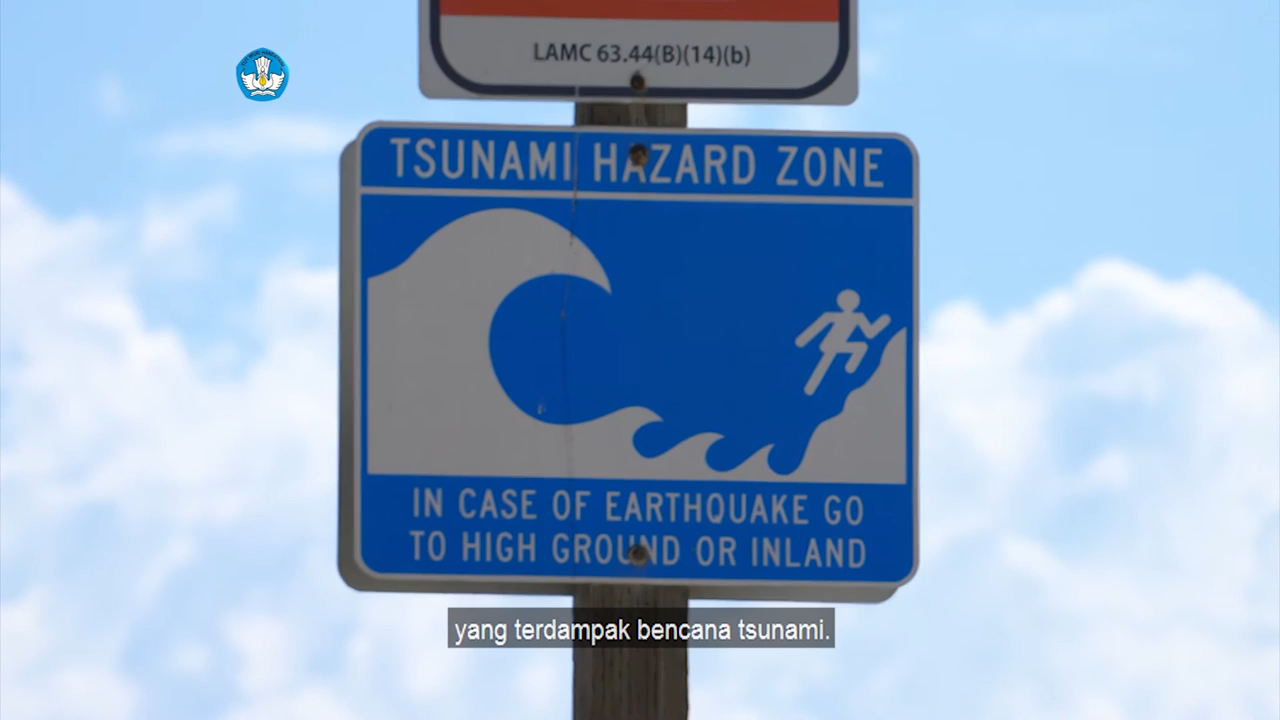 LAMC 63.44(B)(14)(b)
TSUNAMI HAZARD ZONE
IN CASE OF EARTHQUAKE GO
TO HIGH GROUND OR INLAND
yang terdampak bencana tsunami.